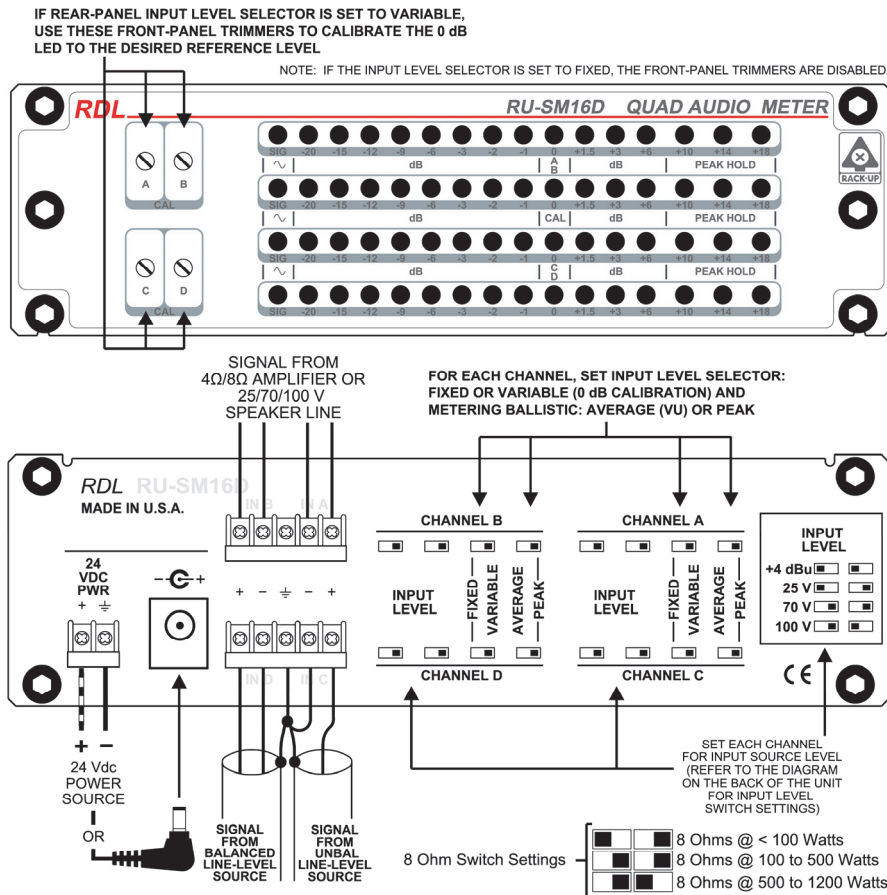 IF REAR-PANEL INPUT LEVEL SELECTOR IS SET TO VARIABLE,
USE THESE FRONT-PANEL TRIMMERS TO CALIBRATE THE 0 dB
LED TO THE DESIRED REFERENCE LEVEL
NOTE: IF THE INPUT LEVEL SELECTOR IS SET TO FIXED, THE FRONT-PANEL TRIMMERS ARE DISABLED
RDL
RU-SM16D QUAD AUDIO METER
A B
CAL
C D
CAL
SIG -20 -15 -12 -9 -6 -3 -2 -1 0 +1.5 +3 +6 +10 +14 +18
dB A B dB PEAK HOLD
SIG -20 -15 -12 -9 -6 -3 -2 -1 0 +1.5 +3 +6 +10 +14 +18
dB CAL dB PEAK HOLD
SIG -20 -15 -12 -9 -6 -3 -2 -1 0 +1.5 +3 +6 +10 +14 +18
dB C D dB PEAK HOLD
SIG -20 -15 -12 -9 -6 -3 -2 -1 0 +1.5 +3 +6 +10 +14 +18
RACK-UP
SIGNAL FROM
4Ω/8Ω AMPLIFIER OR
25/70/100 V
SPEAKER LINE
FOR EACH CHANNEL, SET INPUT LEVEL SELECTOR:
FIXED OR VARIABLE (0 dB CALIBRATION) AND
METERING BALLISTIC: AVERAGE (VU) OR PEAK
RDL RU-SM16D
MADE IN U.S.A.
24
VDC
PWR
+
- +
IN B IN A
+ - - +
IN D IN C
CHANNEL B
INPUT
LEVEL
FIXED
VARIABLE
AVERAGE
PEAK
CHANNEL D
CHANNEL A
INPUT
LEVEL
FIXED
VARIABLE
AVERAGE
PEAK
CHANNEL C
INPUT
LEVEL
+4 dBu
25 V
70 V
100 V
CE
+ −
24 Vdc
POWER
SOURCE
OR
SIGNAL
FROM
BALANCED
LINE-LEVEL
SOURCE
SIGNAL
FROM
UNBAL
LINE-LEVEL
SOURCE
SET EACH CHANNEL
FOR INPUT SOURCE LEVEL
(REFER TO THE DIAGRAM
ON THE BACK OF THE UNIT
FOR INPUT LEVEL
SWITCH SETTINGS)
8 Ohm Switch Settings
8 Ohms @ < 100 Watts
8 Ohms @ 100 to 500 Watts
8 Ohms @ 500 to 1200 Watts